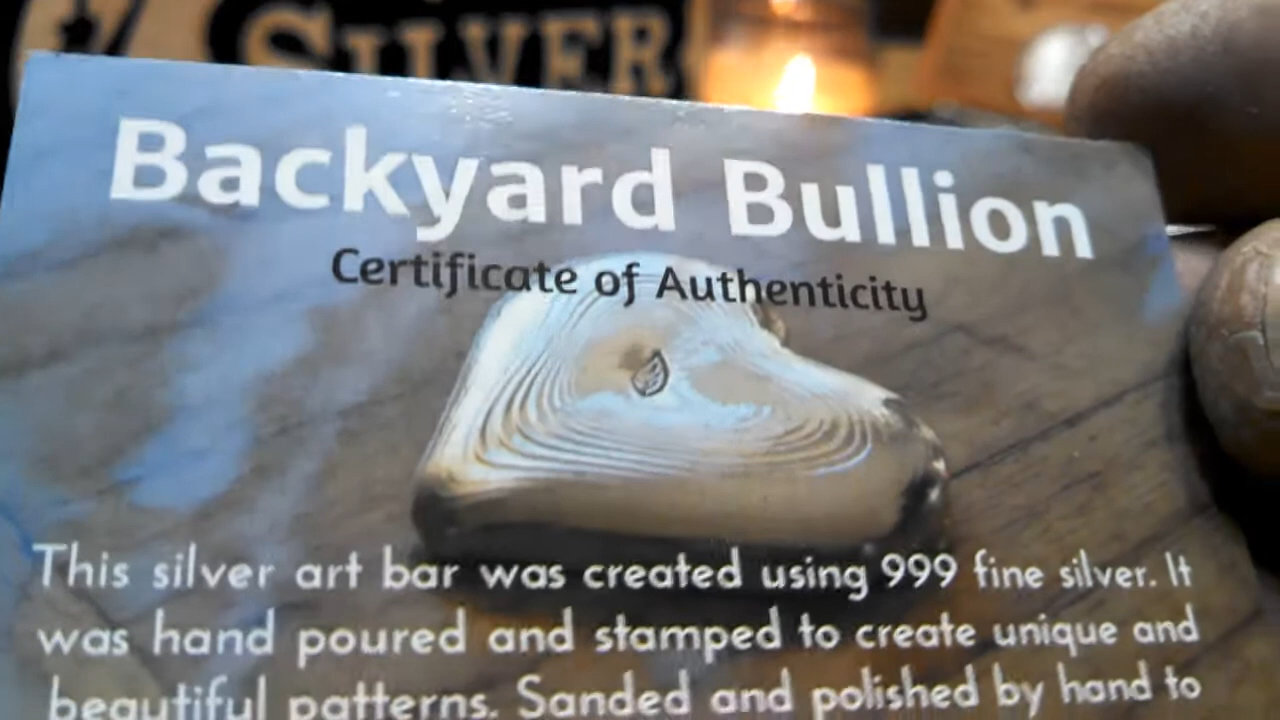 SILVER
Backyard Bullion
Certificate of Authenticity
This silver art bar was created using 999 fine silver. It
was hand poured and stamped to create unique and
beautiful patterns. Sanded and polished by hand to